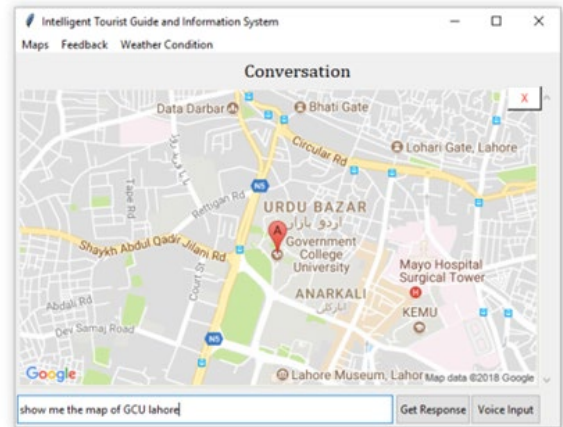 Intelligent Tourist Guide and Information System
Maps Feedback Weather Condition
Conversation
X
Data Darbar
Bhati Gate
Circular Rd
Lohari Gate, Lahore
Tape Rd
Rettigan Rd
N5
URDU BAZAR
اردو بازار
A
Government
College
University
Shaykh Abdul Qadir Jilani Rd
Court St
Mayo Hospital
Surgical Tower
H
ANARKALI
انارکلی
KEMU
Abdali Rd
Dev Samaj Road
N5
Google
Lahore Museum, Lahor
Map data ©2018 Google
show me the map of GCU lahore
Get Response Voice Input